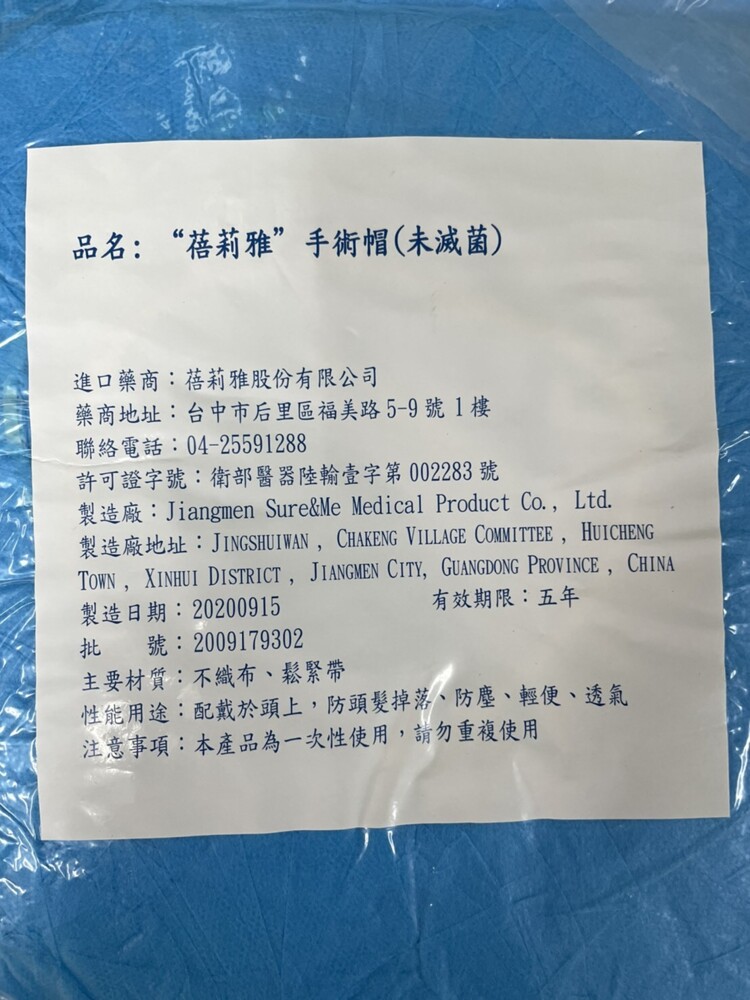 品名：“蓓莉雅”手術帽(未滅菌)
進口藥商：蓓莉雅股份有限公司
藥商地址：台中市后里區福美路5-9號1樓
聯絡電話：04-25591288
許可證字號：衛部醫器陸輸壹字第002283號
製造廠：Jiangmen Sure&Me Medical Product Co., Ltd.
製造廠地址：JINGSHUIWAN , CHAKENG VILLAGE COMMITTEE , HUICHENG
TOWN , XINHUI DISTRICT , JIANGMEN CITY, GUANGDONG PROVINCE , CHINA
製造日期：20200915 有效期限：五年
批 號：2009179302
主要材質：不織布、鬆緊帶
性能用途：配戴於頭上，防頭髮掉落、防塵、輕便、透氣
注意事項：本產品為一次性使用，請勿重複使用